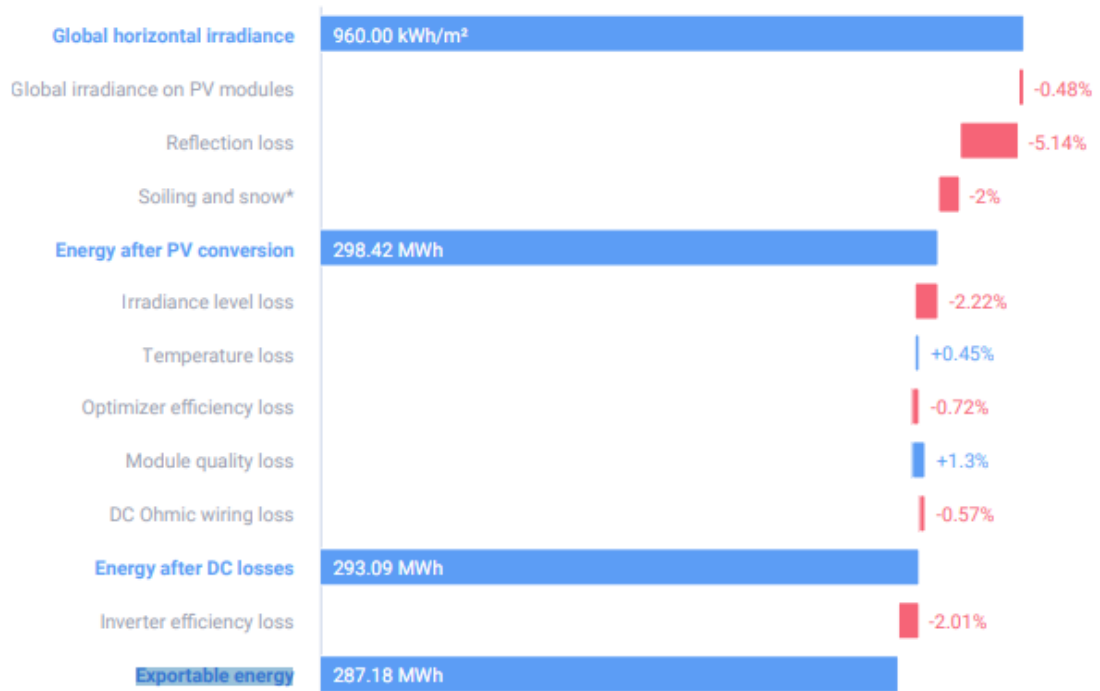 Global horizontal irradiance 960.00 kWh/m²
Global irradiance on PV modules -0.48%
Reflection loss -5.14%
Soiling and snow* -2%
Energy after PV conversion 298.42 MWh
Irradiance level loss -2.22%
Temperature loss +0.45%
Optimizer efficiency loss -0.72%
Module quality loss +1.3%
DC Ohmic wiring loss -0.57%
Energy after DC losses 293.09 MWh
Inverter efficiency loss -2.01%
Exportable energy 287.18 MWh